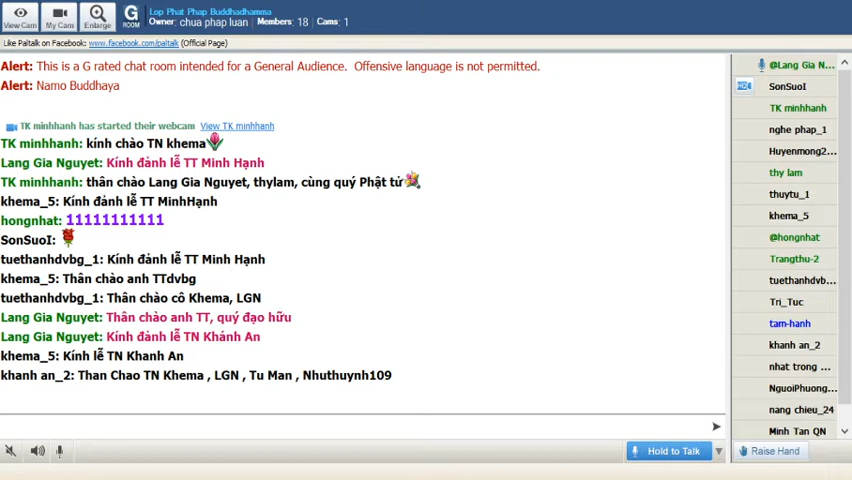 View Cam
My Cam
Enlarge
G
ROOM
Lop Phat Phap Buddhadhamma
Owner: chua phap luan Members: 18 Cams: 1
Like Paltalk on Facebook: www.facebook.com/paltalk (Official Page)
Alert: This is a G rated chat room intended for a General Audience. Offensive language is not permitted.
Alert: Namo Buddhaya
TK minhhanh has started their webcam View TK minhhanh
TK minhhanh: kính chào TN khema
Lang Gia Nguyet: Kính đảnh lễ TT Minh Hạnh
TK minhhanh: thân chào Lang Gia Nguyet, thylam, cùng quý Phật tử
khema_5: Kính đảnh lễ TT MinhHạnh
hongnhat: 11111111111
SonSuoI:
tuethanhdvbg_1: Kính đảnh lễ TT Minh Hạnh
khema_5: Thân chào anh TTdvbg
tuethanhdvbg_1: Thân chào cô Khema, LGN
Lang Gia Nguyet: Thân chào anh TT, quý đạo hữu
Lang Gia Nguyet: Kính đảnh lễ TN Khánh An
khema_5: Kính lễ TN Khanh An
khanh an_2: Than Chao TN Khema , LGN , Tu Man , Nhuthuynh109
Hold to Talk
@Lang Gia N...
HD
SonSuoI
TK minhhanh
nghe phap_1
Huyenmong2...
thy lam
thuytu_1
khema_5
@hongnhat
Trangthu-2
tuethanhdvb...
Tri_Tuc
tam-hanh
khanh an_2
nhat trong ...
NguoiPhuong...
nang chieu_24
Minh Tan QN
Raise Hand